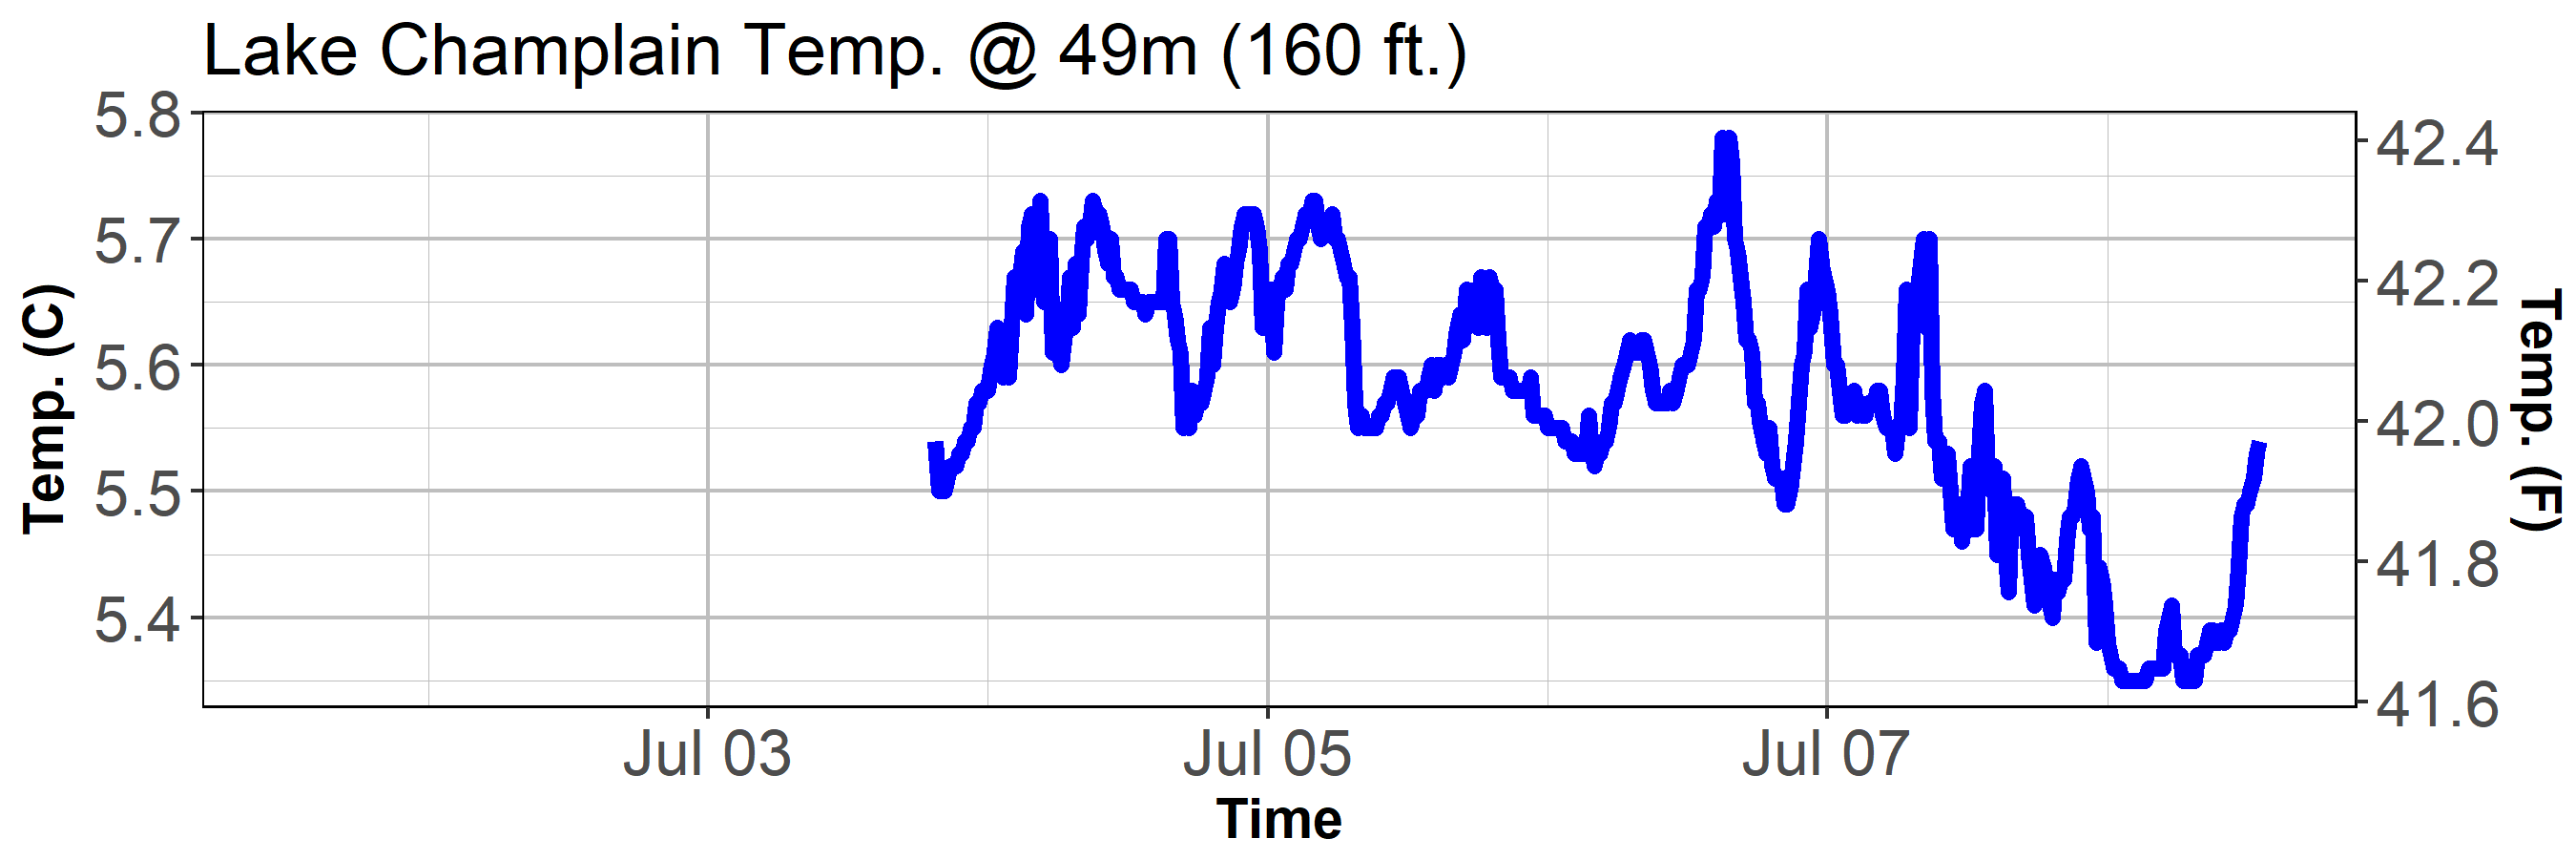 Lake Champlain Temp. @ 49m (160 ft.)
5.8
5.7
5.6
5.5
5.4
Temp. (C)
42.4
42.2
42.0
41.8
41.6
Temp. (F)
Jul 03
Jul 05
Jul 07
Time